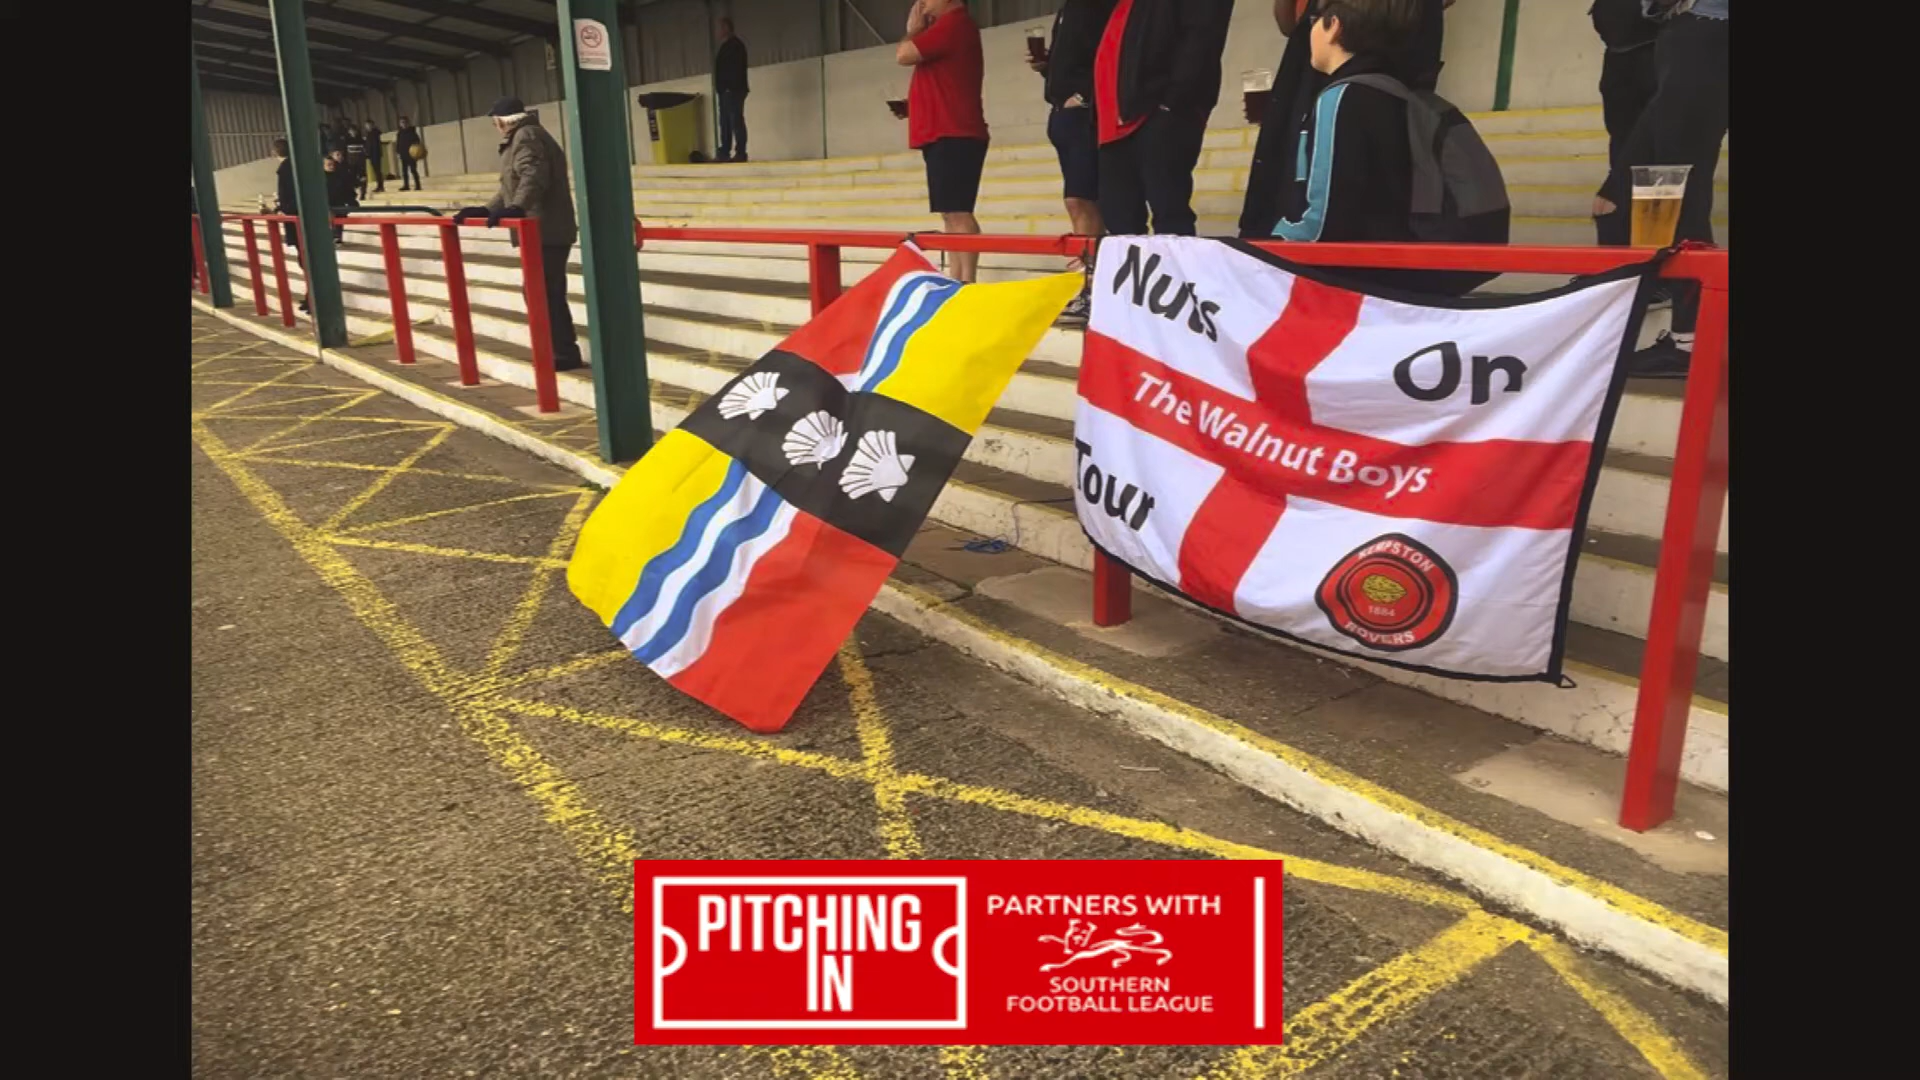 Nuts
On
The Walnut Boys
Tour
KEMPSTON
1884
ROVERS
PITCHING
IN
PARTNERS WITH
SOUTHERN
FOOTBALL LEAGUE